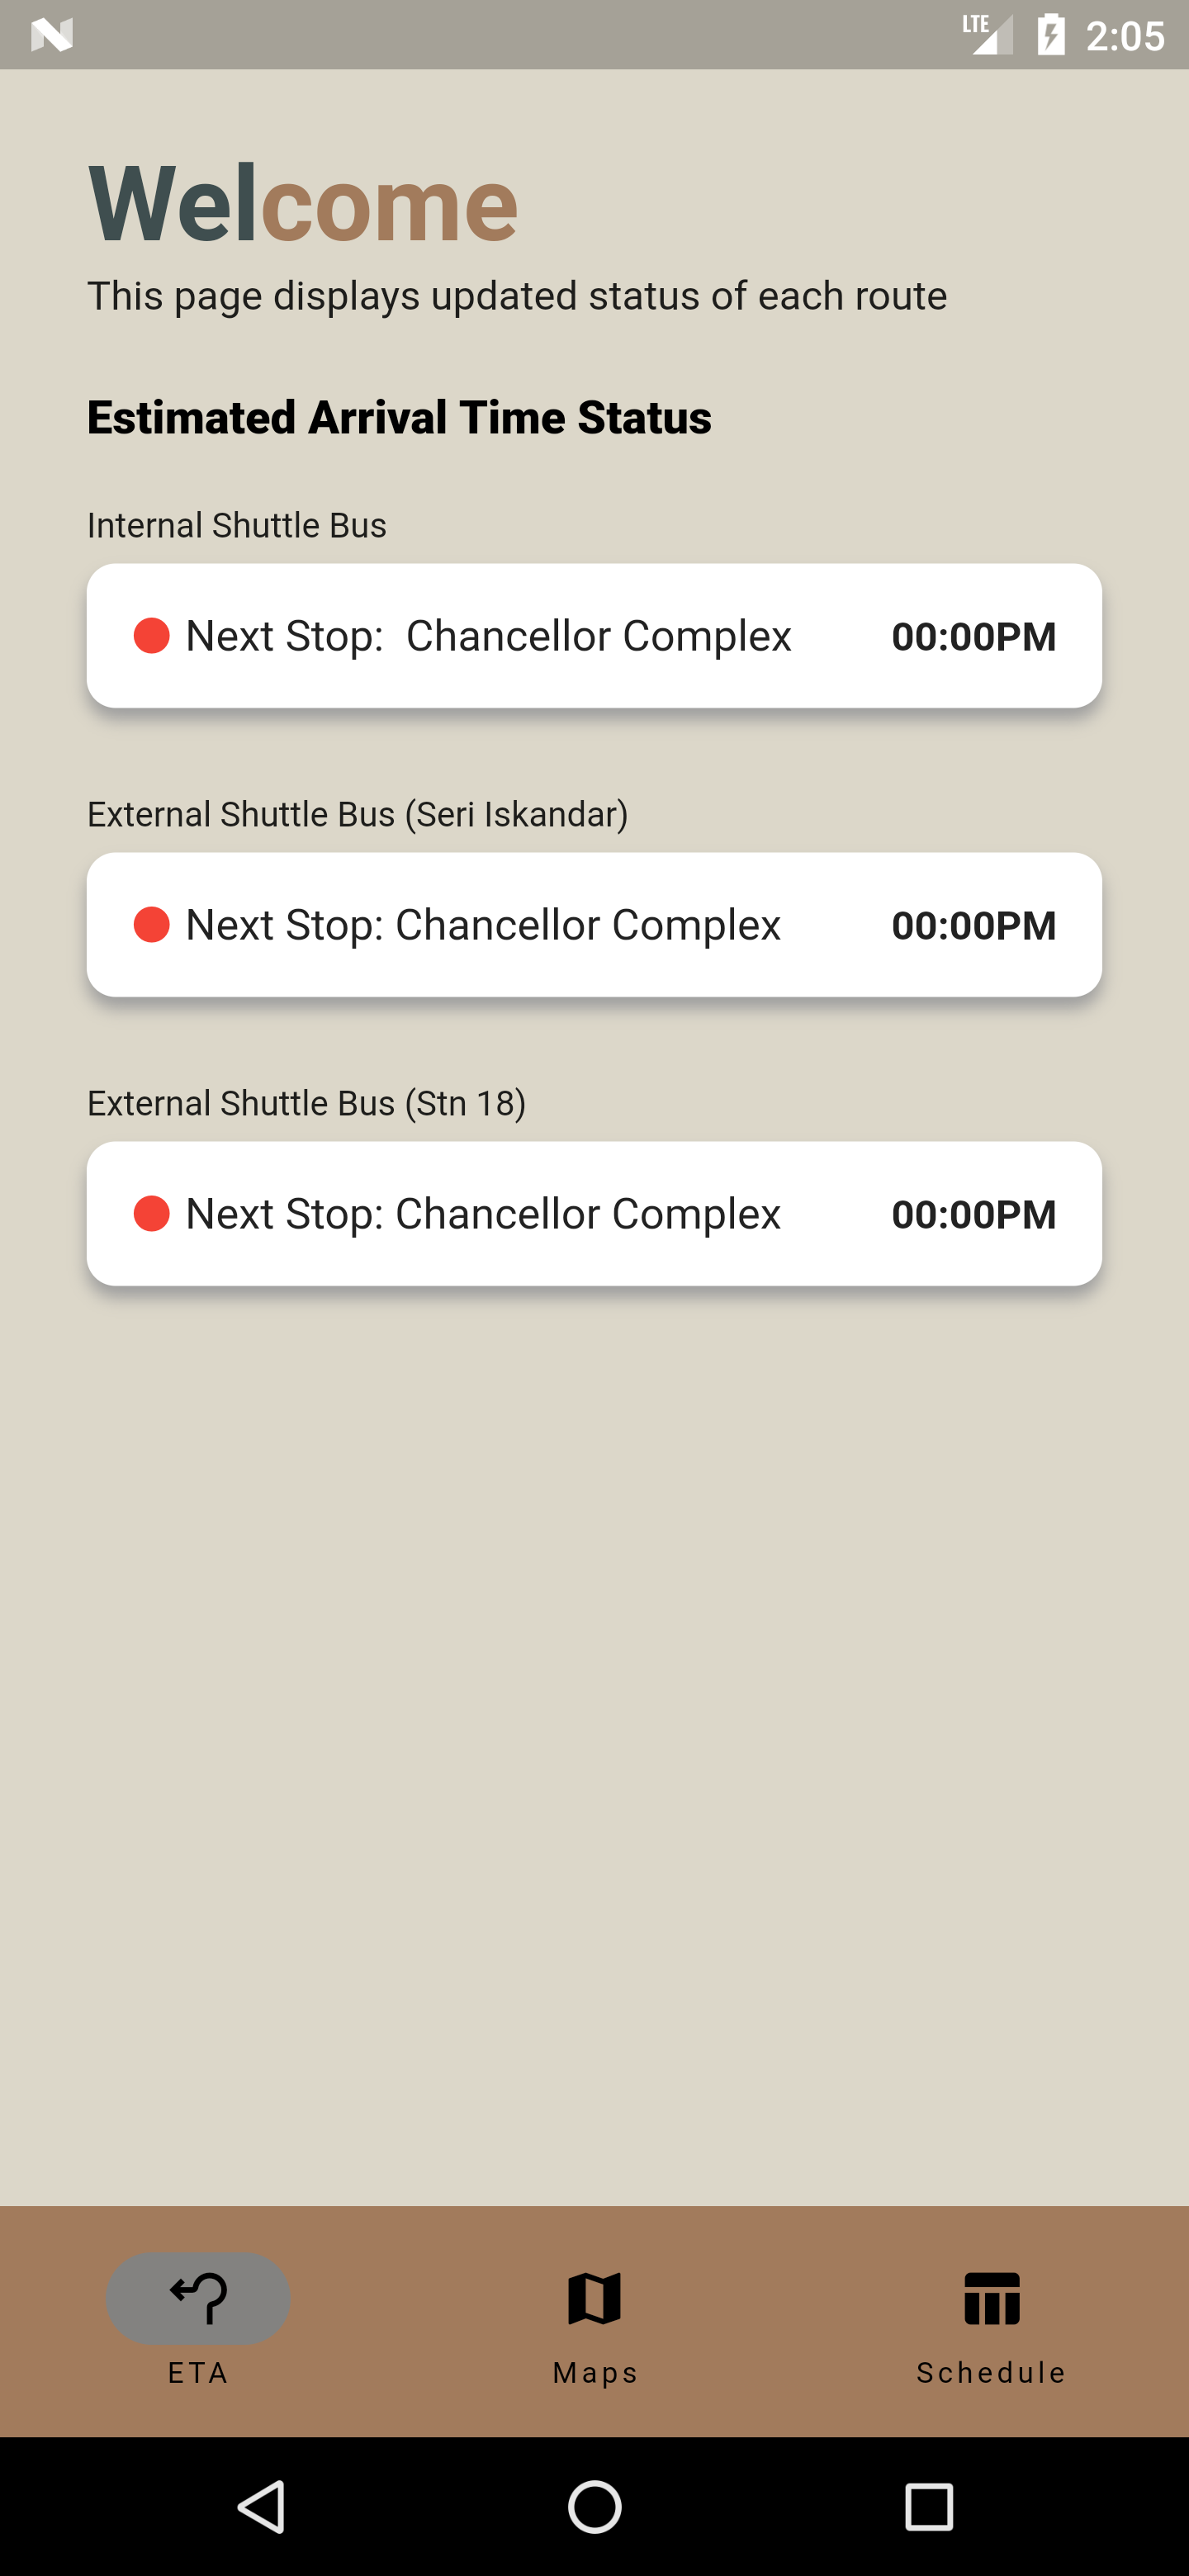 LTE 2:05
Welcome
This page displays updated status of each route
Estimated Arrival Time Status
Internal Shuttle Bus
Next Stop:  Chancellor Complex 00:00PM
External Shuttle Bus (Seri Iskandar)
Next Stop: Chancellor Complex 00:00PM
External Shuttle Bus (Stn 18)
Next Stop: Chancellor Complex 00:00PM
ETA Maps Schedule